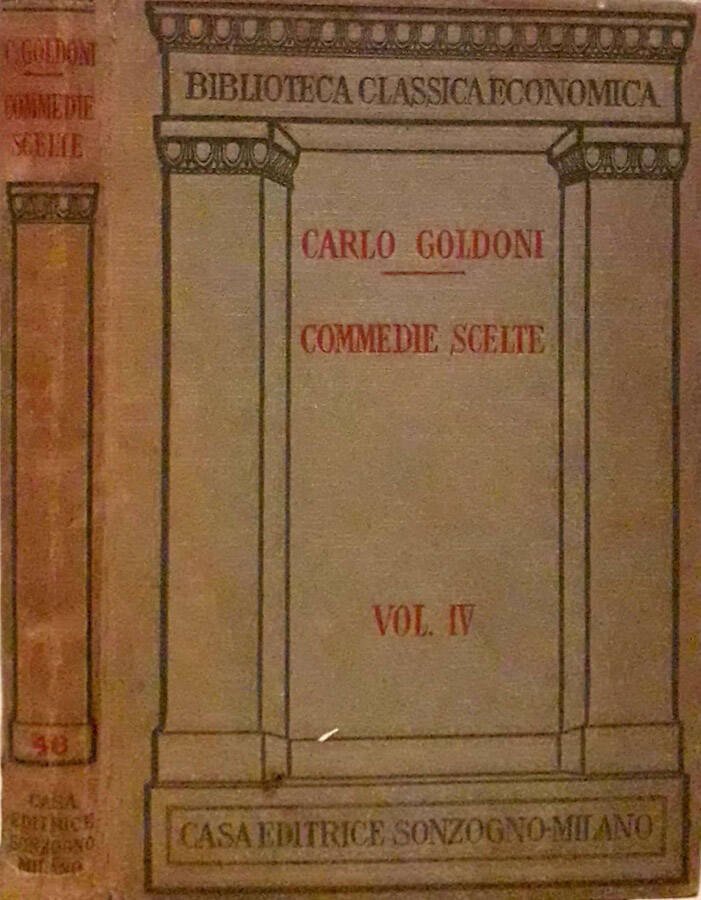 C. GOLDONI
COMMEDIE
SCELTE
48
CASA
EDITRICE
SONZOGNO
MILANO
BIBLIOTECA CLASSICA ECONOMICA
CARLO GOLDONI
COMMEDIE SCELTE
VOL. IV
CASA EDITRICE SONZOGNO-MILANO